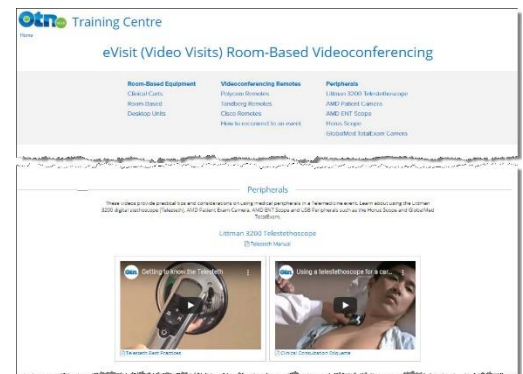 otn Training Centre
Home
eVisit (Video Visits) Room-Based Videoconferencing
Room-Based Equipment
Clinical Carts
Room-Based
Desktop Units
Videoconferencing Remotes
Polycom Remotes
Tandberg Remotes
Cisco Remotes
How to reconnect to an event
Peripherals
Littman 3200 Telestethoscope
AMD Patient Camera
AMD ENT Scope
Horus Scope
GlobalMed TotalExam Camera
Peripherals
These videos provide practical tips and considerations on using medical peripherals in a Telemedicine event. Learn about using the Littman
3200 digital stethoscope (Telesteth), AMD Patient Exam Camera, AMD ENT Scope and USB Peripherals such as the Horus Scope and GlobalMed
TotalExam.
Littman 3200 Telestethoscope
Telesteth Manual
otn Getting to know the Telesteth
Telesteth Best Practices
otn Using a telestethoscope for a car...
Clinical Consultation Etiquette